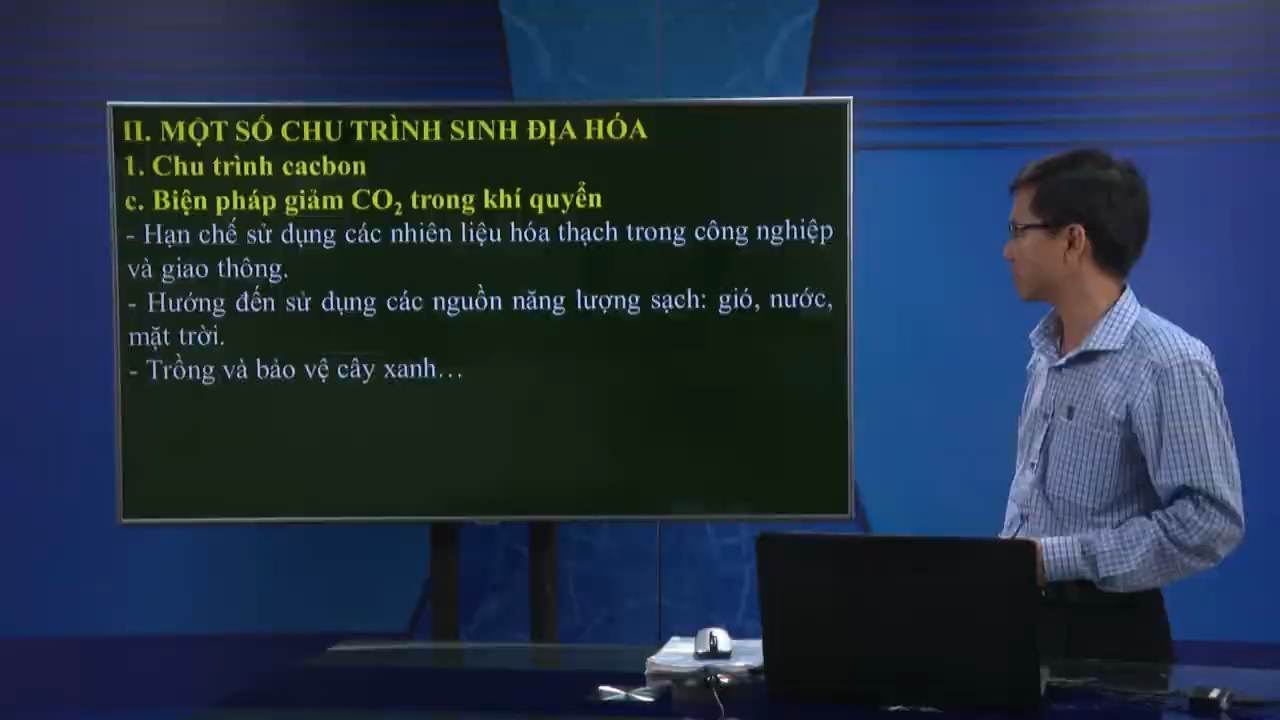 II. MỘT SỐ CHU TRÌNH SINH ĐỊA HÓA
1. Chu trình cacbon
c. Biện pháp giảm CO₂ trong khí quyển
- Hạn chế sử dụng các nhiên liệu hóa thạch trong công nghiệp
và giao thông.
- Hướng đến sử dụng các nguồn năng lượng sạch: gió, nước,
mặt trời.
- Trồng và bảo vệ cây xanh…